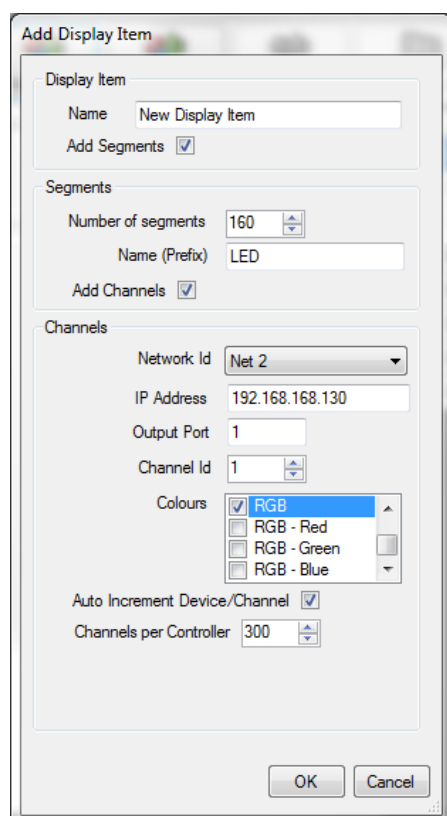 Add Display Item
Display Item
Name New Display Item
Add Segments
Segments
Number of segments 160
Name (Prefix) LED
Add Channels
Channels
Network Id Net 2
IP Address 192.168.168.130
Output Port 1
Channel Id 1
Colours RGB
RGB - Red
RGB - Green
RGB - Blue
Auto Increment Device/Channel
Channels per Controller 300
OK Cancel